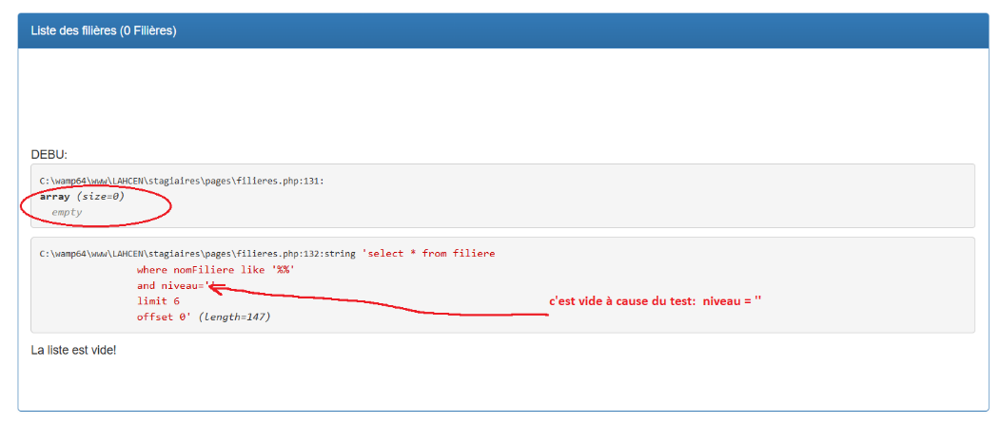 Liste des filières (0 Filières)
DEBU:
C:\wamp64\www\LAHCEN\stagiaires\pages\filieres.php:131:
array (size=0)
empty
C:\wamp64\www\LAHCEN\stagiaires\pages\filieres.php:132:string 'select * from filiere
where nomFiliere like '%%'
and niveau=''
limit 6
offset 0' (length=147)
c'est vide à cause du test: niveau = ''
La liste est vide!